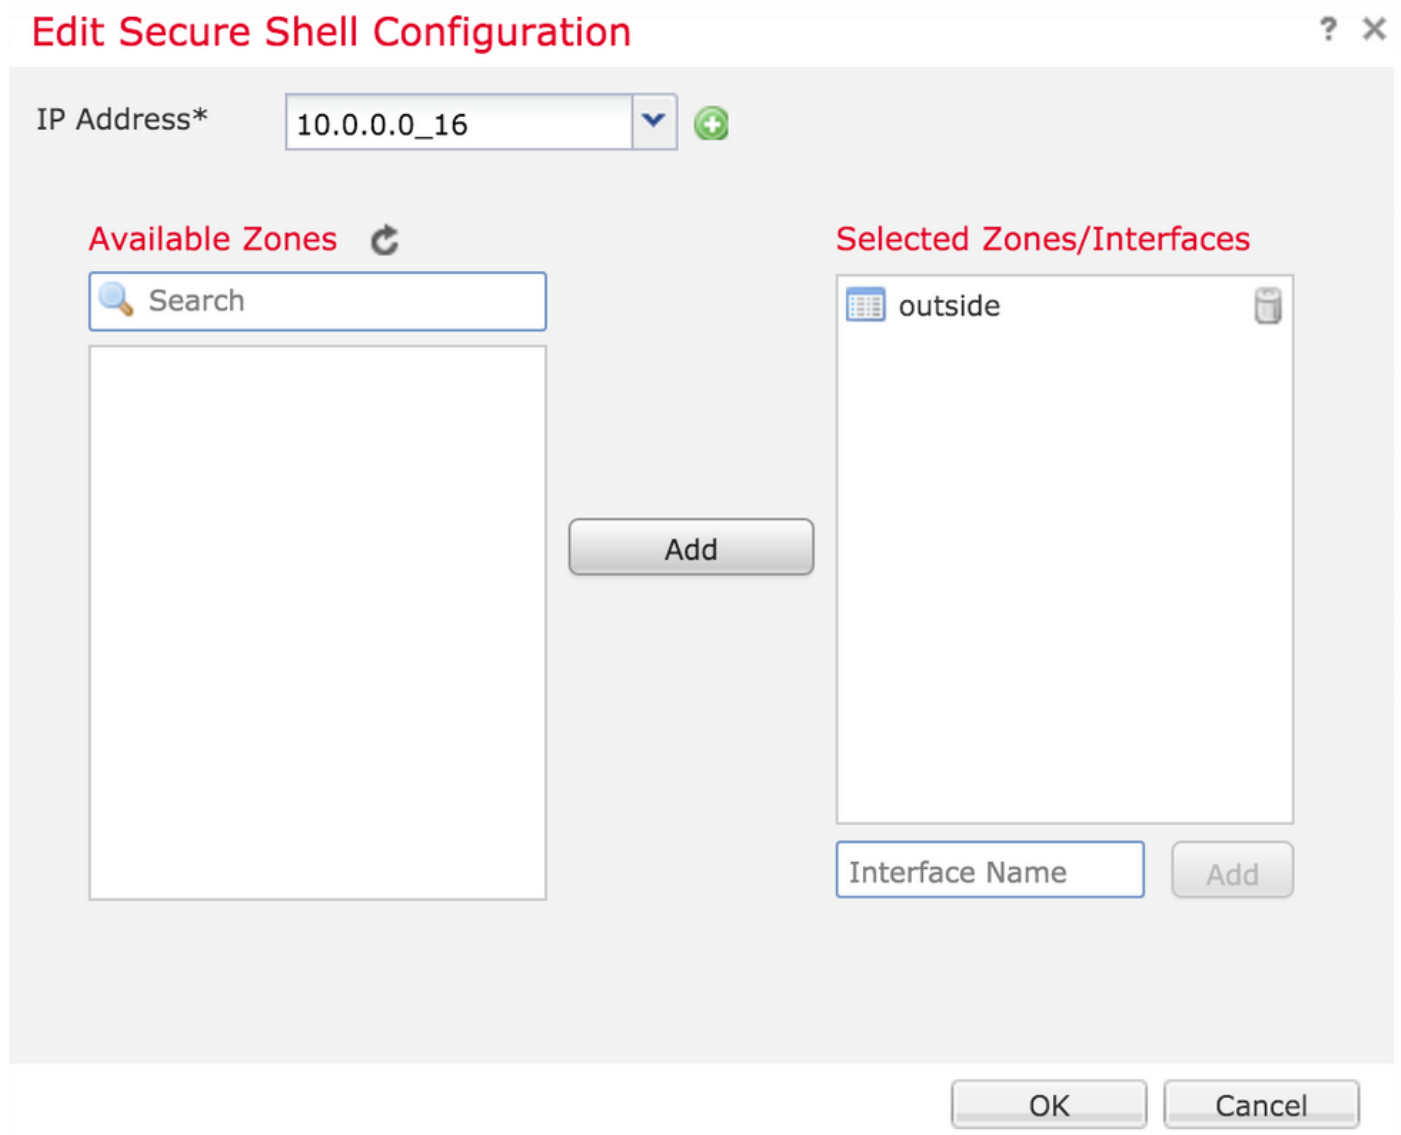 Edit Secure Shell Configuration ?
IP Address* 10.0.0.0_16
Available Zones
Search
Selected Zones/Interfaces
outside
Add
Interface Name Add
OK Cancel